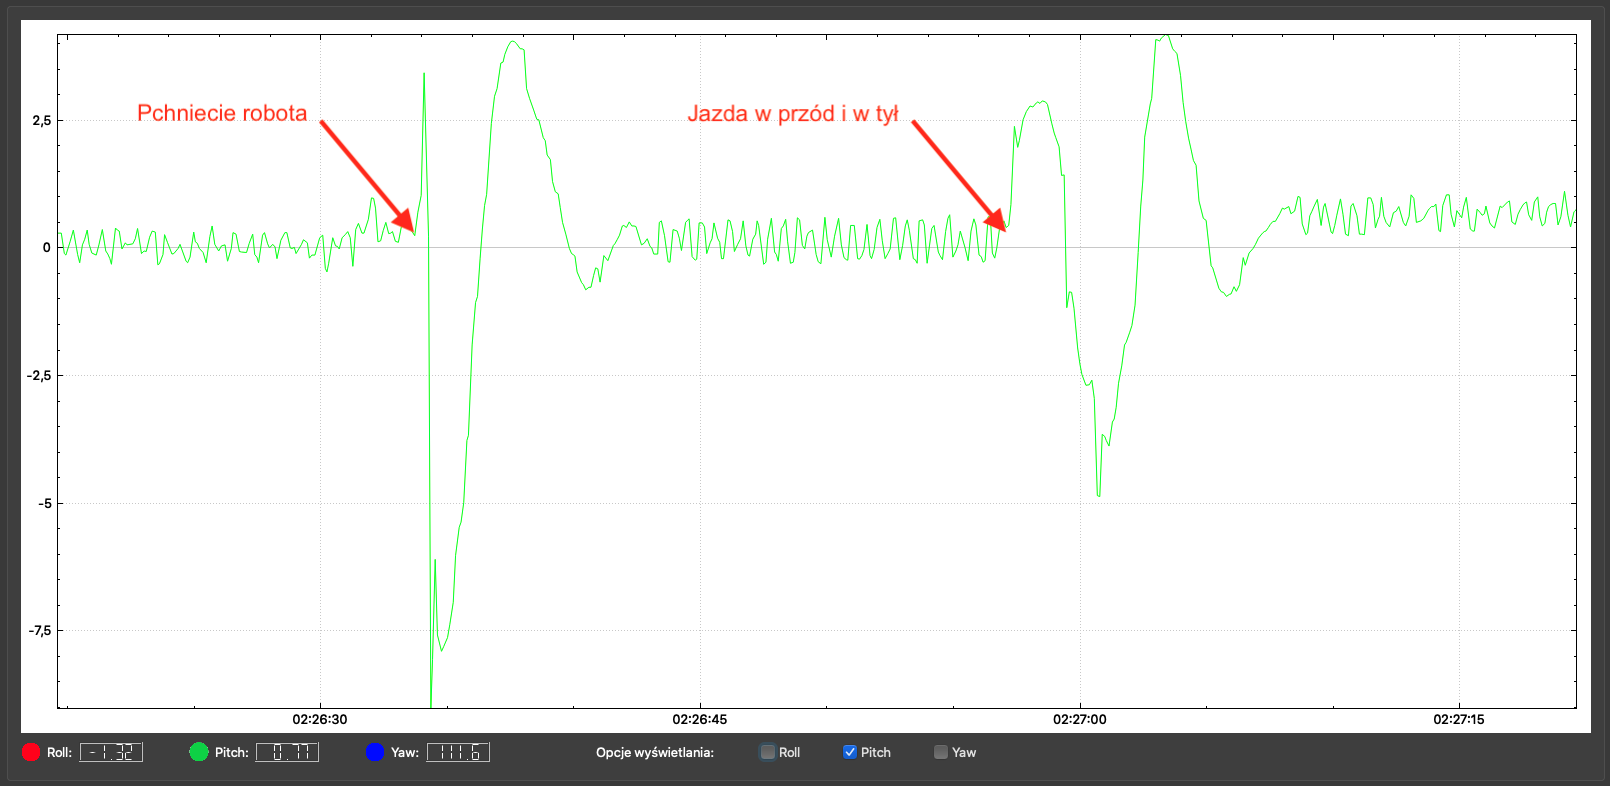 Pchniecie robota
Jazda w przód i w tył
2,5
0
-2,5
-5
-7,5
02:26:30 02:26:45 02:27:00 02:27:15
Roll: -1.32 Pitch: 0.77 Yaw: 111.6 Opcje wyświetlania: Roll Pitch Yaw